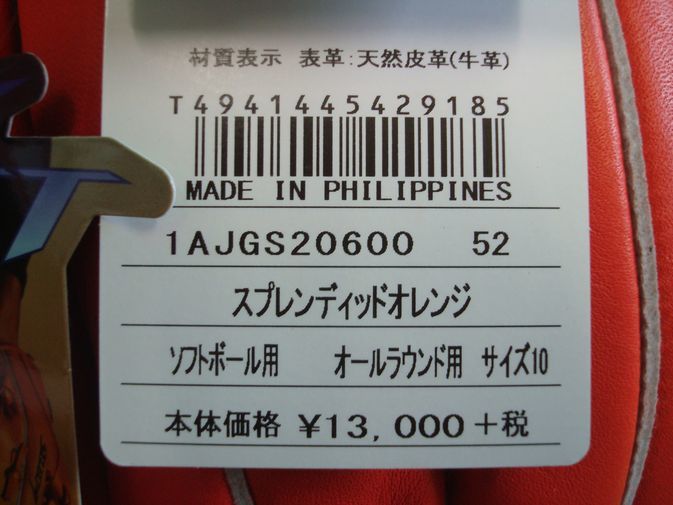 材質表示 表革:天然皮革(牛革)
T4941445429185
MADE IN PHILIPPINES
1AJGS20600 52
スプレンディッドオレンジ
ソフトボール用 オールラウンド用 サイズ10
本体価格 ¥13,000+税
T